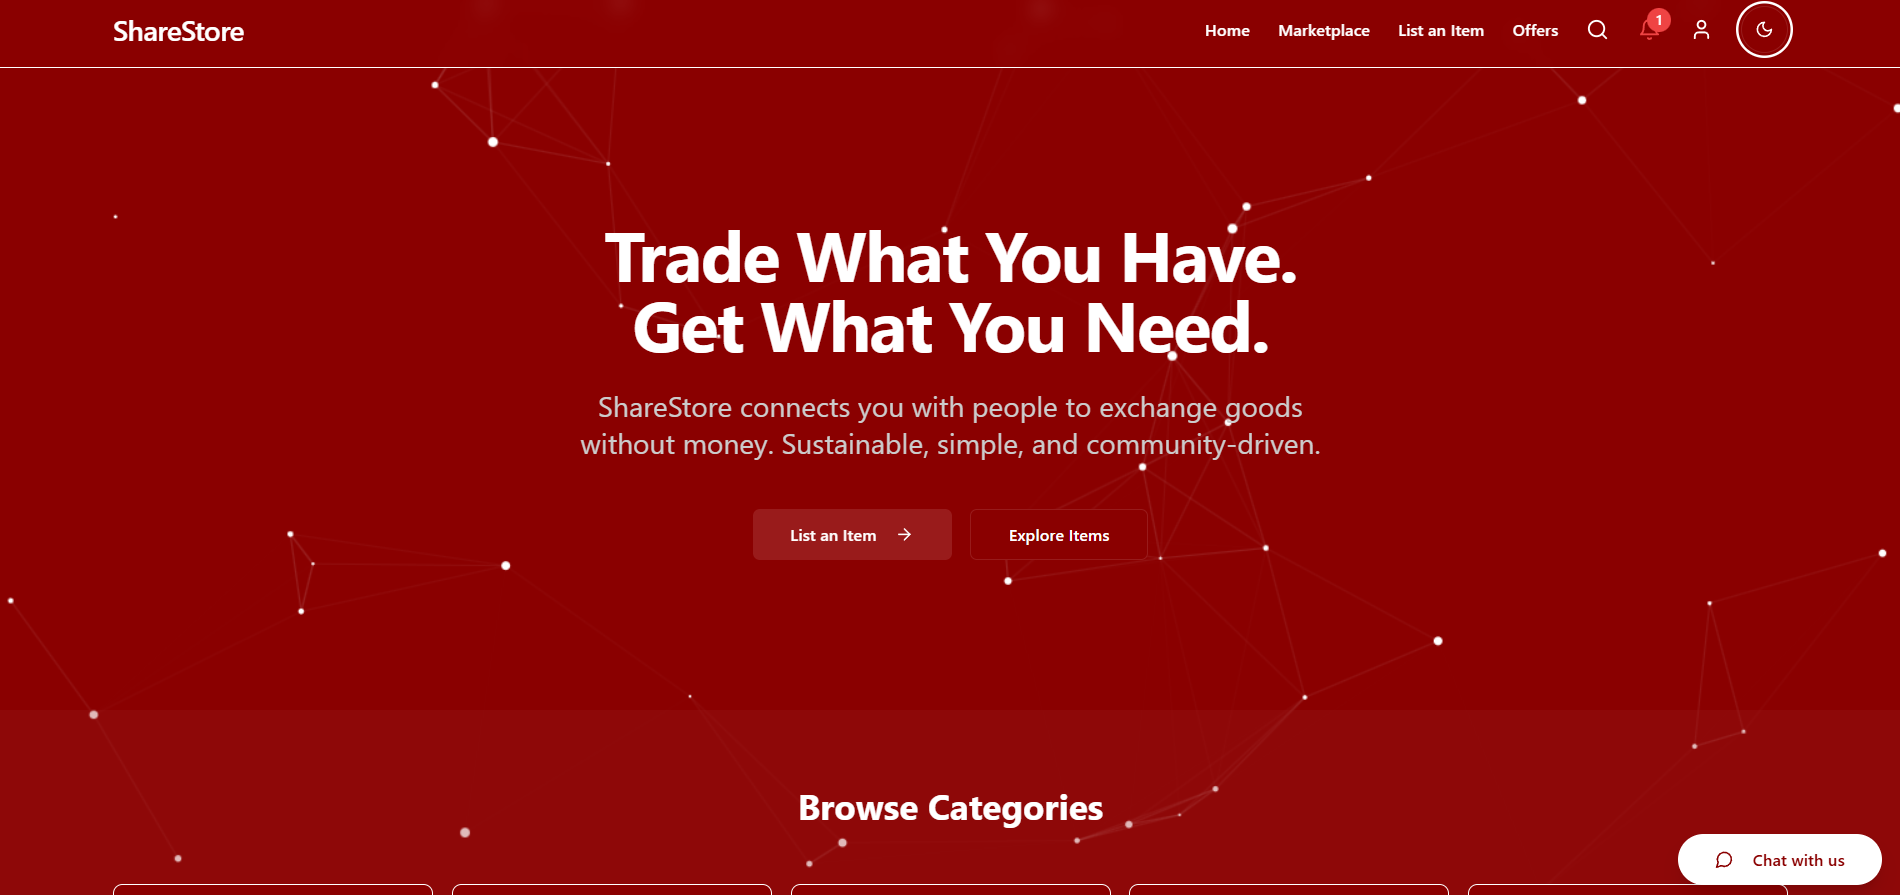 ShareStore
Home
Marketplace
List an Item
Offers
1
Trade What You Have.
Get What You Need.
ShareStore connects you with people to exchange goods
without money. Sustainable, simple, and community-driven.
List an Item
Explore Items
Browse Categories
Chat with us